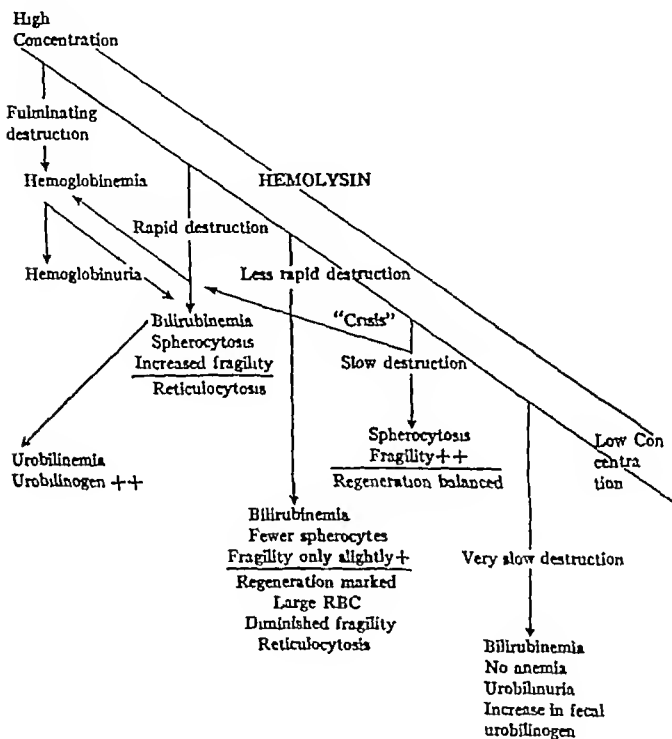 High
Concentration
Fulminating
destruction
Hemoglobinemia
HEMOLYSIN
Rapid destruction
Hemoglobinuria
Less rapid destruction
"Crisis"
Bilirubinemia
Spherocytosis
Increased fragility
Reticulocytosis
Slow destruction
Urobilinemia
Urobilinogen ++
Spherocytosis
Fragility++
Regeneration balanced
Low Con
centra
tion
Bilirubinemia
Fewer spherocytes
Fragility only slightly+
Regeneration marked
Large RBC
Diminished fragility
Reticulocytosis
Very slow destruction
Bilirubinemia
No anemia
Urobilinuria
Increase in fecal
urobilinogen